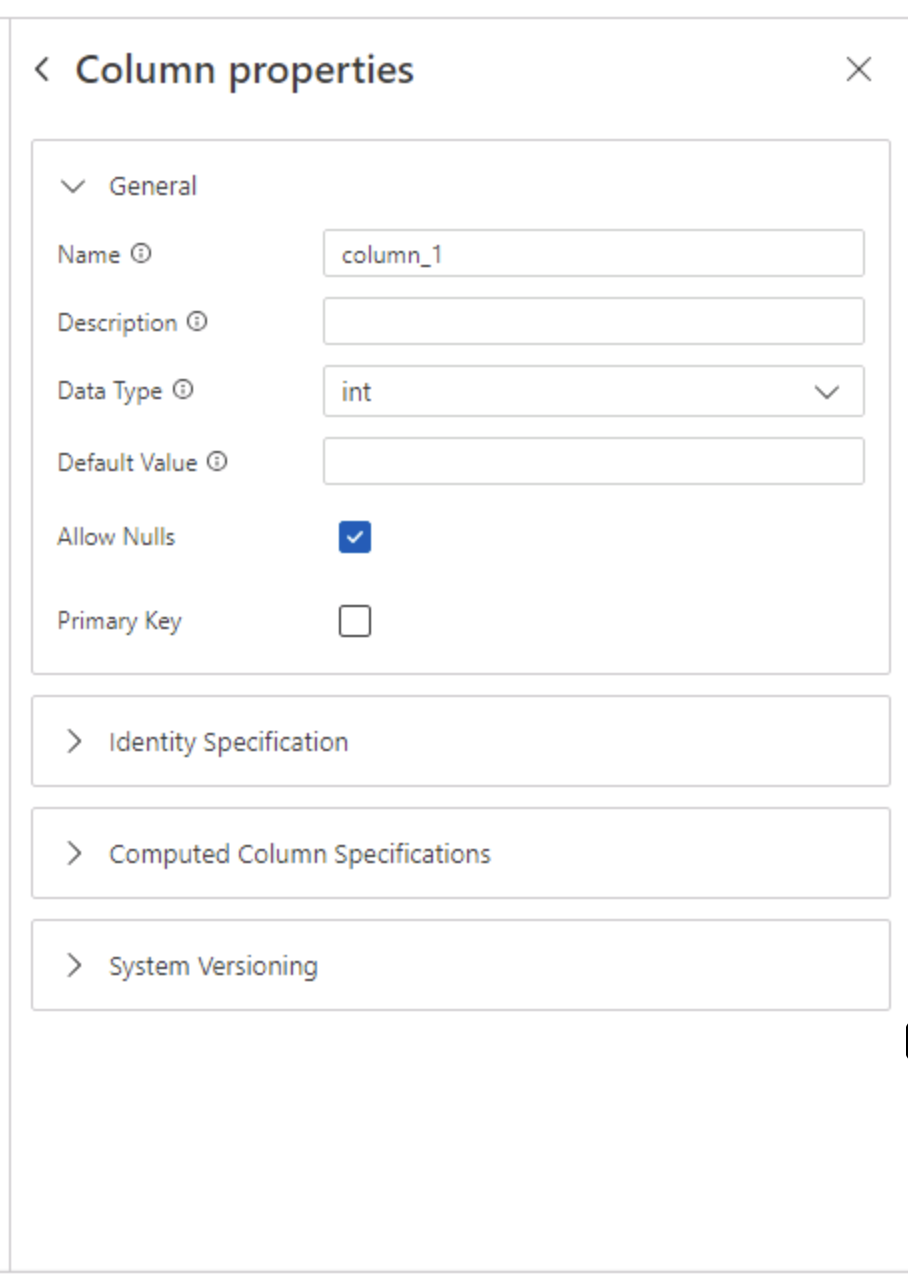 Column properties
General
Name column_1
Description
Data Type int
Default Value
Allow Nulls
Primary Key
Identity Specification
Computed Column Specifications
System Versioning